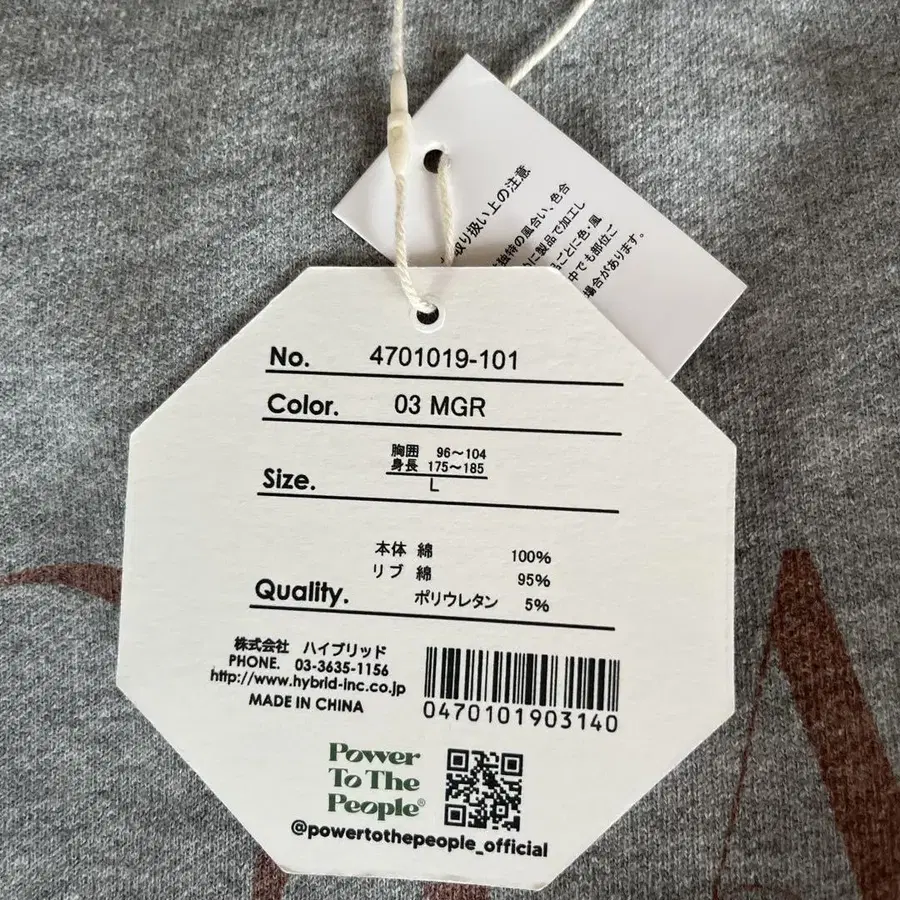 取り扱い上の注意
独特の風合い、色合
に製品で加工し
ごとに色・風
中でも部位ご
場合があります。
No. 4701019-101
Color. 03 MGR
胸囲 96～104
身長 175～185
Size. L
本体 綿 100%
リブ 綿 95%
Quality. ポリウレタン 5%
株式会社 ハイブリッド
PHONE. 03-3635-1156
http://www.hybrid-inc.co.jp
MADE IN CHINA
0470101903140
Power
To The
People®
@powertothepeople_official